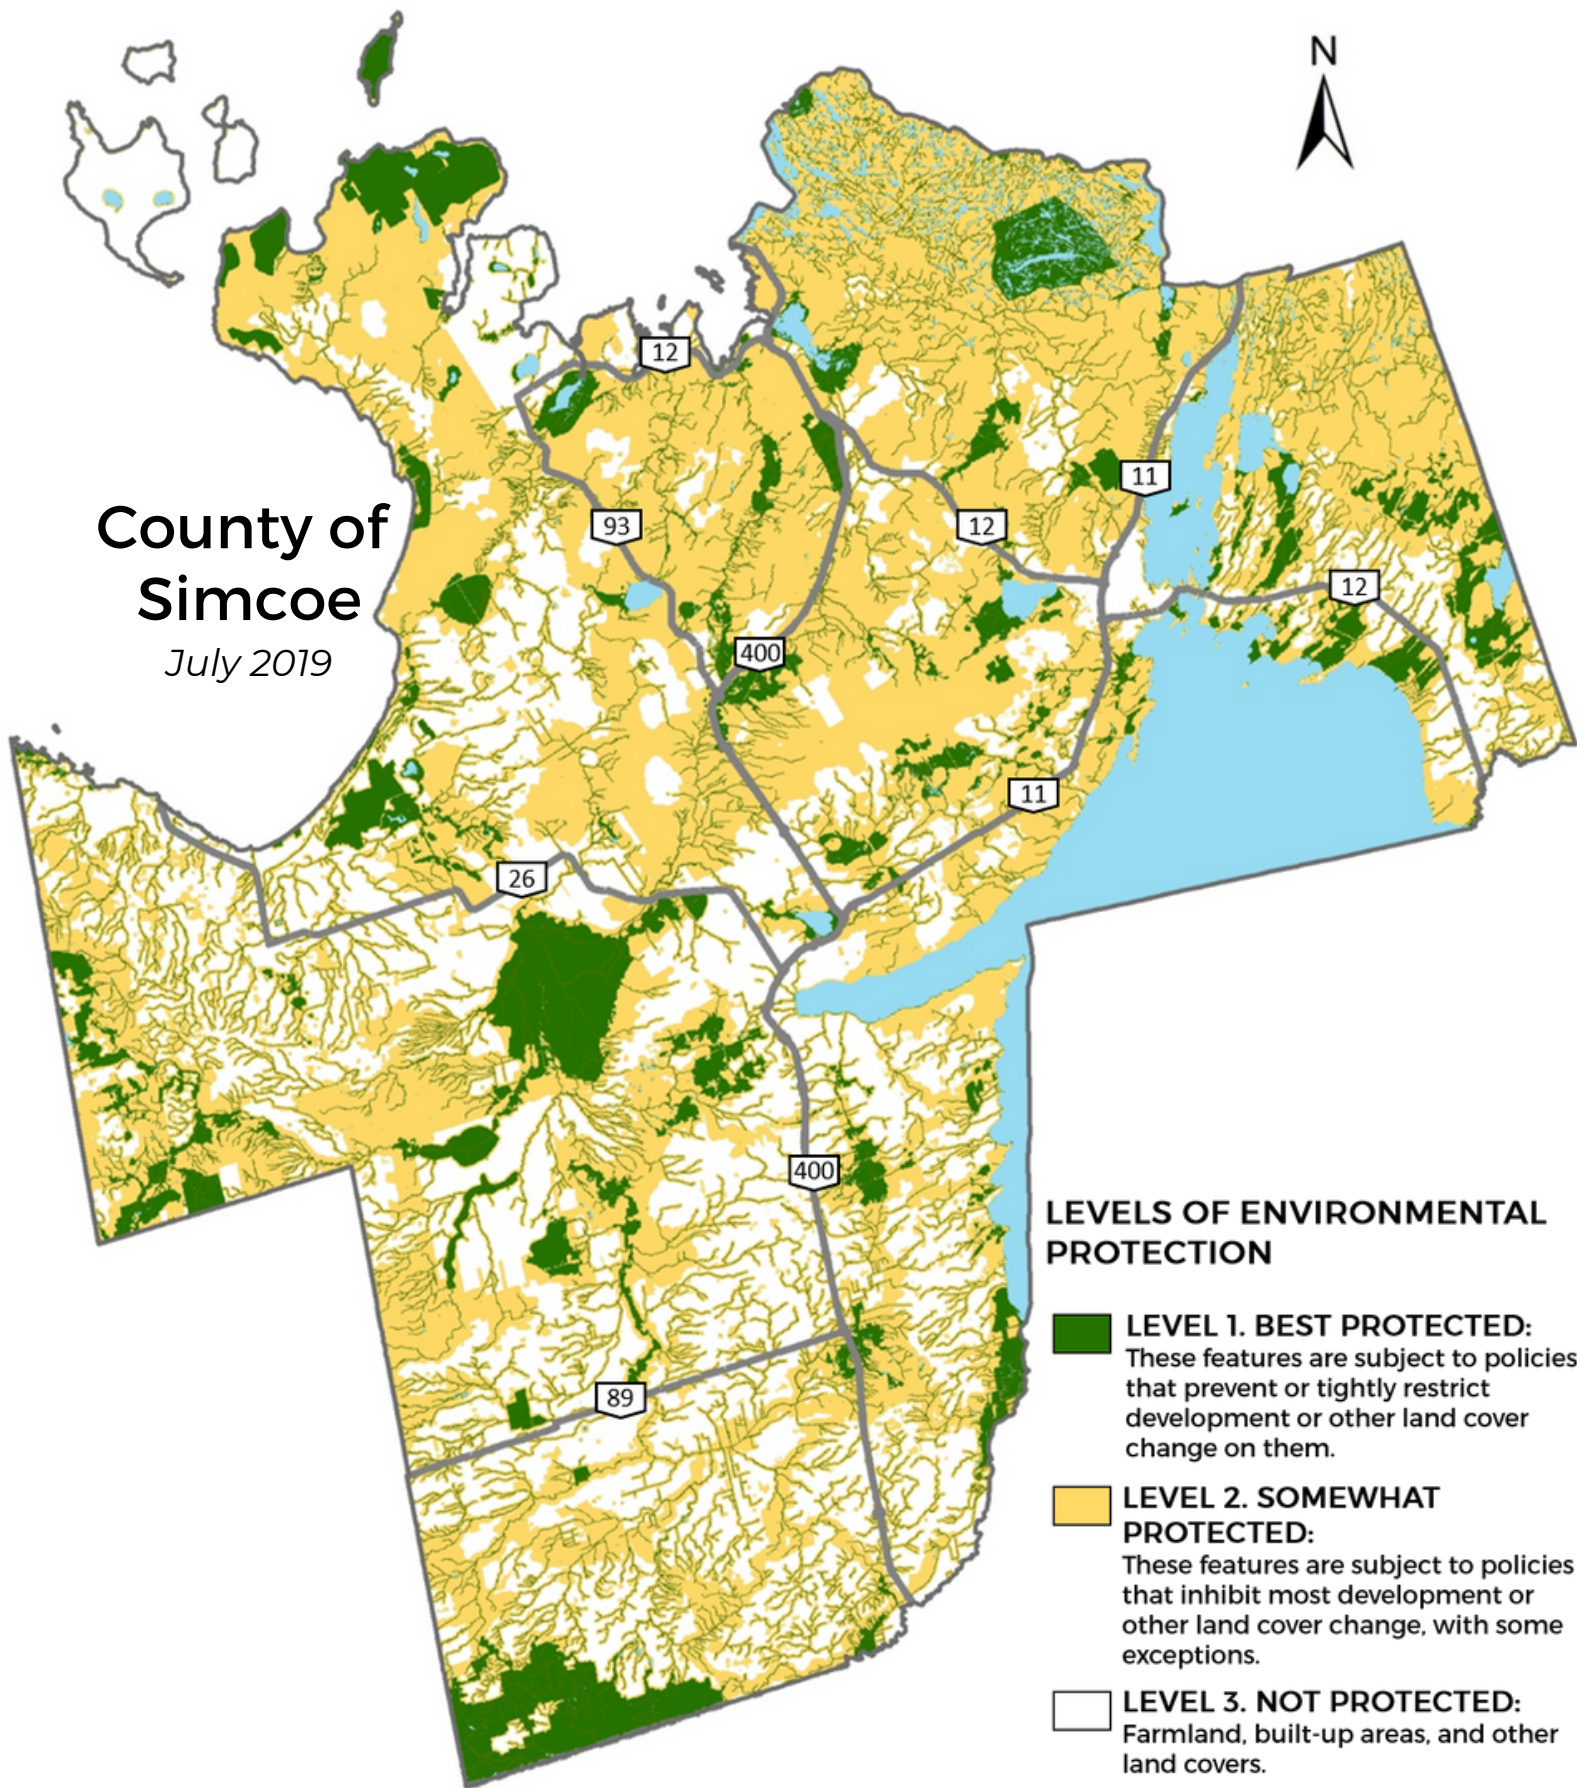 N
County of
Simcoe
July 2019
12
11
93
12
12
400
11
26
400
89
LEVELS OF ENVIRONMENTAL
PROTECTION
LEVEL 1. BEST PROTECTED:
These features are subject to policies
that prevent or tightly restrict
development or other land cover
change on them.
LEVEL 2. SOMEWHAT
PROTECTED:
These features are subject to policies
that inhibit most development or
other land cover change, with some
exceptions.
LEVEL 3. NOT PROTECTED:
Farmland, built-up areas, and other
land covers.